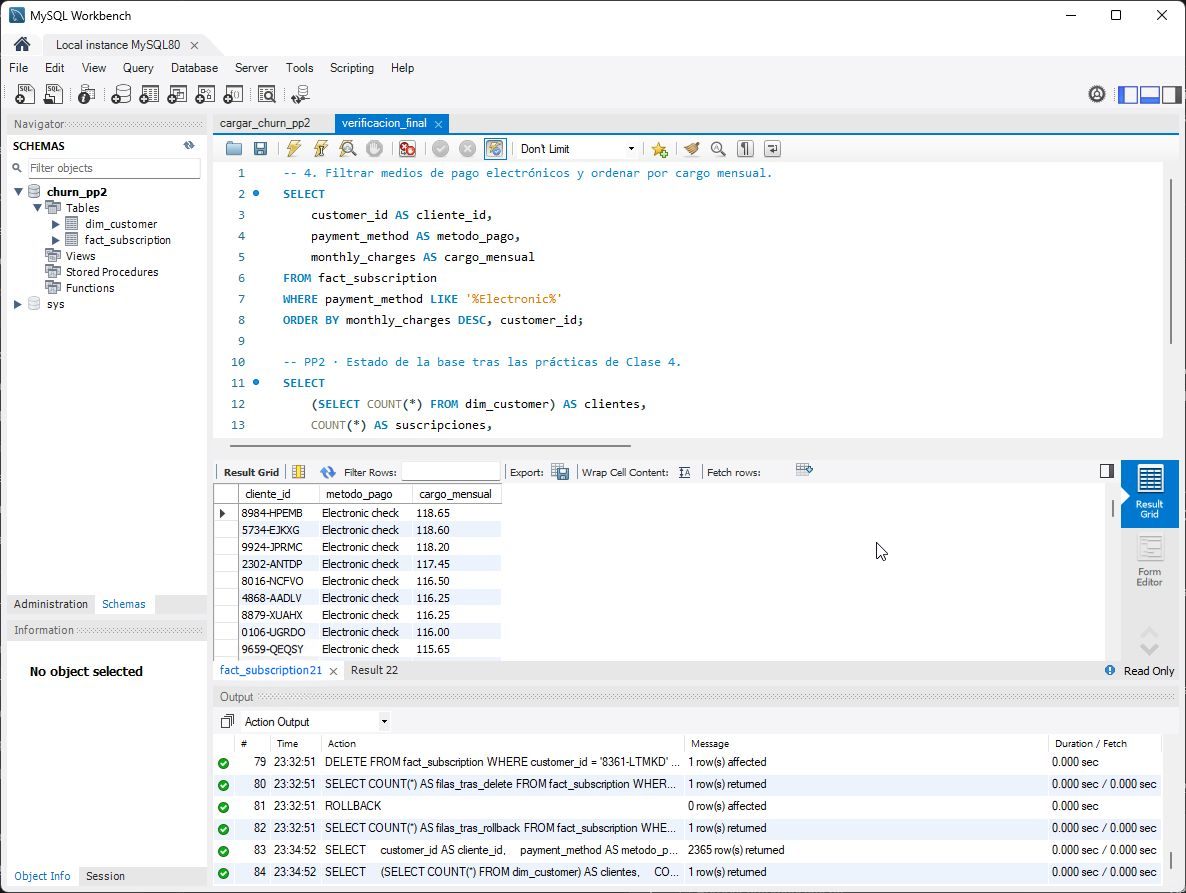 MySQL Workbench
Local instance MySQL80
File Edit View Query Database Server Tools Scripting Help
Navigator
SCHEMAS
Filter objects
churn_pp2
Tables
dim_customer
fact_subscription
Views
Stored Procedures
Functions
sys
Administration Schemas
Information
No object selected
Object Info Session
cargar_churn_pp2 verificacion_final
Don't Limit
1 -- 4. Filtrar medios de pago electrónicos y ordenar por cargo mensual.
2 SELECT
3 customer_id AS cliente_id,
4 payment_method AS metodo_pago,
5 monthly_charges AS cargo_mensual
6 FROM fact_subscription
7 WHERE payment_method LIKE '%Electronic%'
8 ORDER BY monthly_charges DESC, customer_id;
9
10 -- PP2 · Estado de la base tras las prácticas de Clase 4.
11 SELECT
12 (SELECT COUNT(*) FROM dim_customer) AS clientes,
13 COUNT(*) AS suscripciones,
Result Grid Filter Rows: Export: Wrap Cell Content: Fetch rows:
cliente_id metodo_pago cargo_mensual
8984-HPEMB Electronic check 118.65
5734-EJKXG Electronic check 118.60
9924-JPRMC Electronic check 118.20
2302-ANTDP Electronic check 117.45
8016-NCFVO Electronic check 116.50
4868-AADLV Electronic check 116.25
8879-XUAHX Electronic check 116.25
0106-UGRDO Electronic check 116.00
9659-QEQSY Electronic check 115.65
Result Grid
Form Editor
fact_subscription21 Result 22
Read Only
Output
Action Output
# Time Action Message Duration / Fetch
79 23:32:51 DELETE FROM fact_subscription WHERE customer_id = '8361-LTMKD' ... 1 row(s) affected 0.000 sec
80 23:32:51 SELECT COUNT(*) AS filas_tras_delete FROM fact_subscription WHER... 1 row(s) returned 0.000 sec / 0.000 sec
81 23:32:51 ROLLBACK 0 row(s) affected 0.000 sec
82 23:32:51 SELECT COUNT(*) AS filas_tras_rollback FROM fact_subscription WHE... 1 row(s) returned 0.000 sec / 0.000 sec
83 23:34:52 SELECT customer_id AS cliente_id, payment_method AS metodo_p... 2365 row(s) returned 0.000 sec / 0.000 sec
84 23:34:52 SELECT (SELECT COUNT(*) FROM dim_customer) AS clientes, CO... 1 row(s) returned 0.000 sec / 0.000 sec